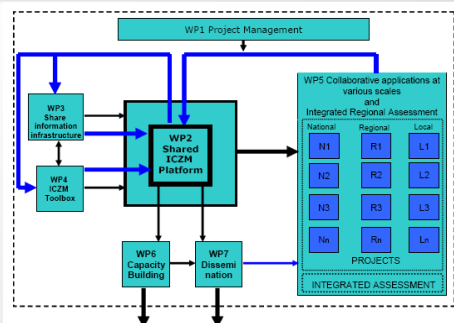 WP1 Project Management
WP5 Collaborative applications at
various scales
and
Integrated Regional Assessment
WP3
Share
information
infrastructure
WP2
Shared
ICZM
Platform
WP4
ICZM
Toolbox
National Regional Local
N1 R1 L1
N2 R2 L2
N3 R3 L3
Nn Rn Ln
PROJECTS
INTEGRATED ASSESSMENT
WP6
Capacity
Building
WP7
Dissemi
nation